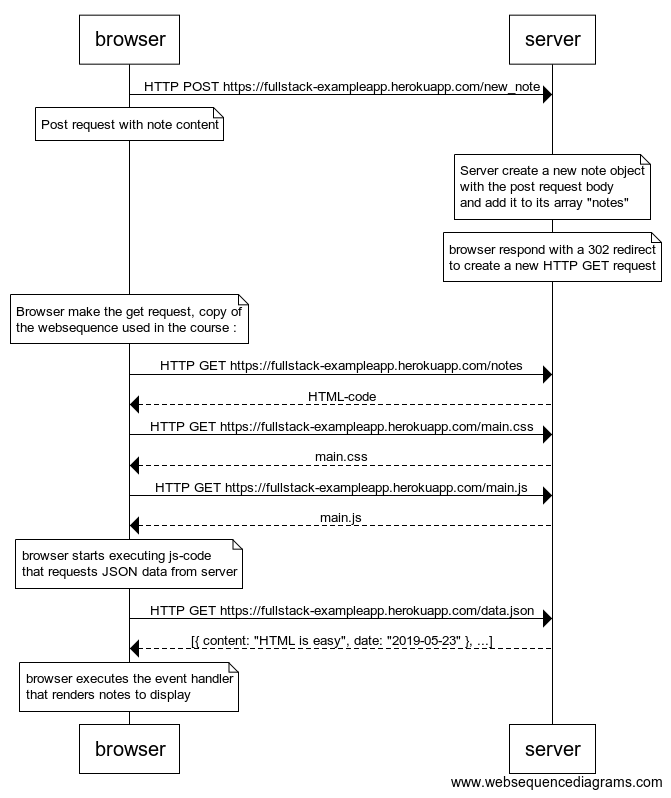 browser
server
HTTP POST https://fullstack-exampleapp.herokuapp.com/new_note
Post request with note content
Server create a new note object
with the post request body
and add it to its array "notes"
browser respond with a 302 redirect
to create a new HTTP GET request
Browser make the get request, copy of
the websequence used in the course :
HTTP GET https://fullstack-exampleapp.herokuapp.com/notes
HTML-code
HTTP GET https://fullstack-exampleapp.herokuapp.com/main.css
main.css
HTTP GET https://fullstack-exampleapp.herokuapp.com/main.js
main.js
browser starts executing js-code
that requests JSON data from server
HTTP GET https://fullstack-exampleapp.herokuapp.com/data.json
[{ content: "HTML is easy", date: "2019-05-23" }, ...]
browser executes the event handler
that renders notes to display
browser
server
www.websequencediagrams.com